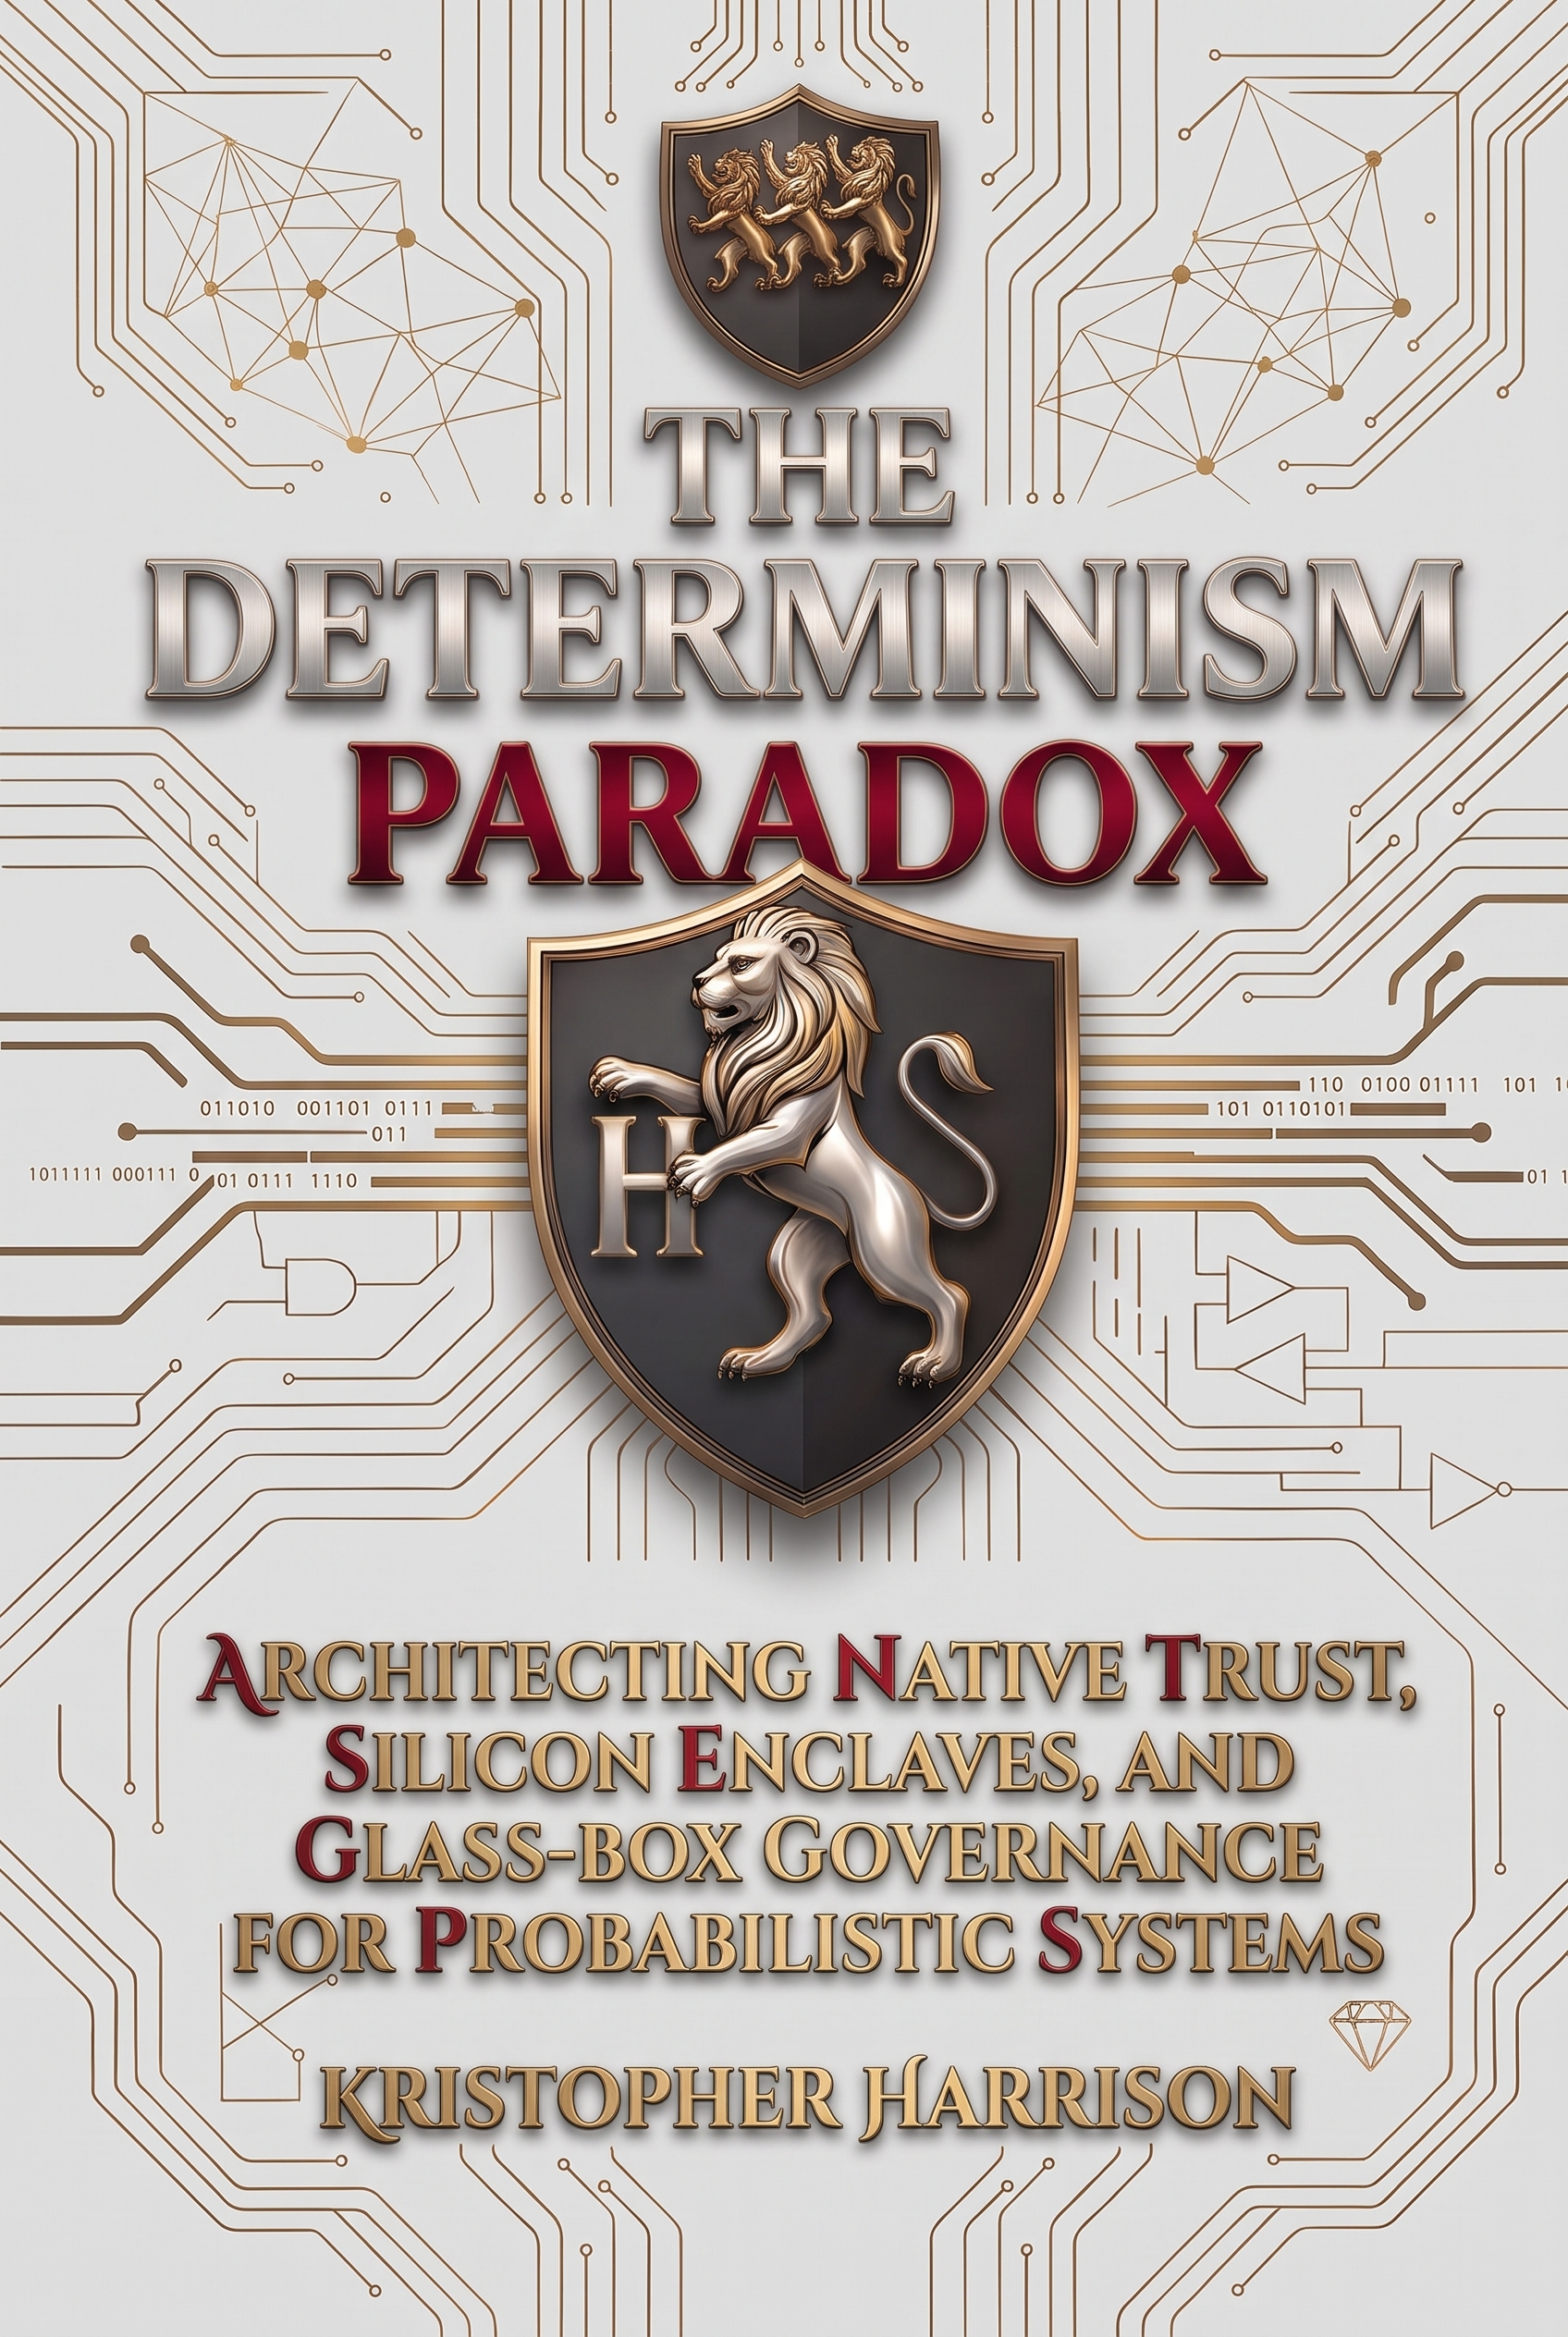 THE
DETERMINISM
PARADOX
H
110 0100 01111 101
011010 001101 0111
101 0110101
011
1011111 000111 0
01 0111 1110
01
ARCHITECTING NATIVE TRUST,
SILICON ENCLAVES, AND
GLASS-BOX GOVERNANCE
FOR PROBABILISTIC SYSTEMS
KRISTOPHER HARRISON